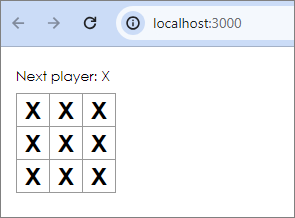 localhost:3000
Next player: X
X X X
X X X
X X X